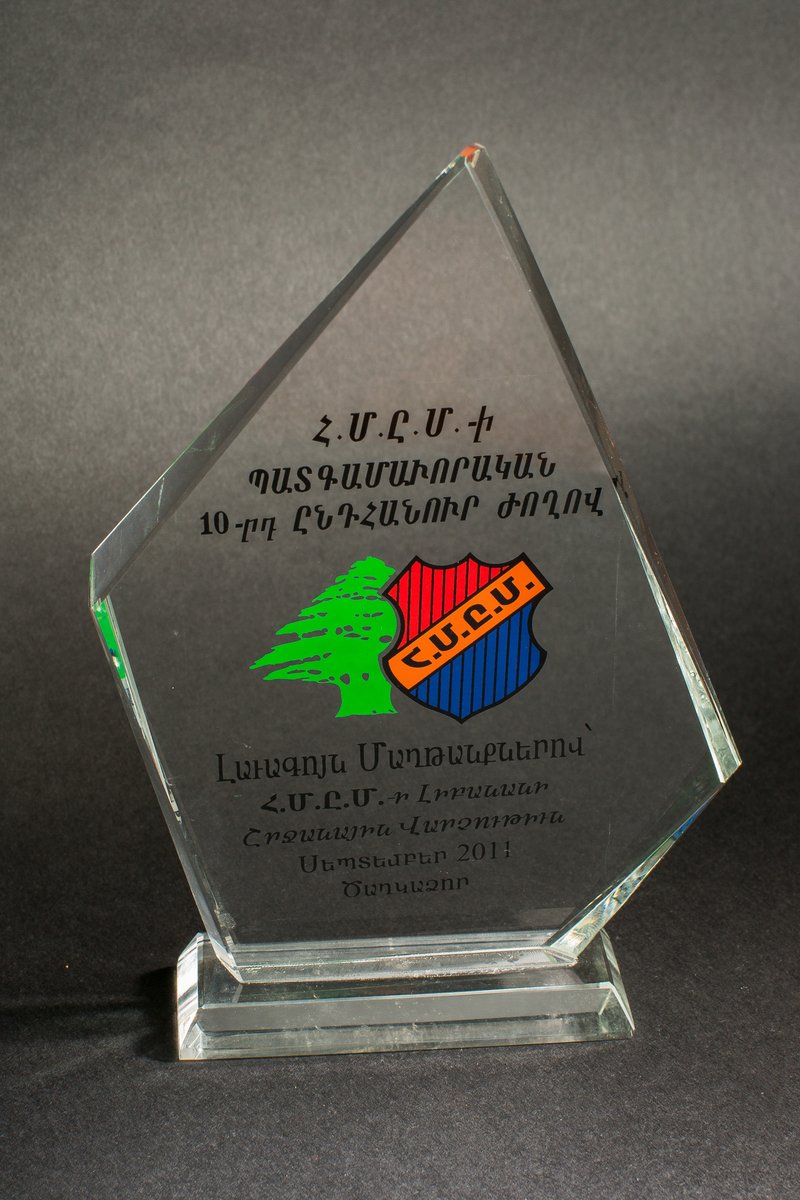 Հ.Մ.Ը.Մ.-ի
ՊԱՏԳԱՄԱՒՈՐԱԿԱՆ
10-րդ ԸՆԴՀԱՆՈՒՐ ԺՈՂՈՎ
Հ.Մ.Ը.Մ.
Լաւագոյն Մաղթանքներով՝
Հ.Մ.Ը.Մ.-ի Լիբանանի
Շրջանային Վարչութիւն
Սեպտեմբեր 2011
Ծաղկաձոր